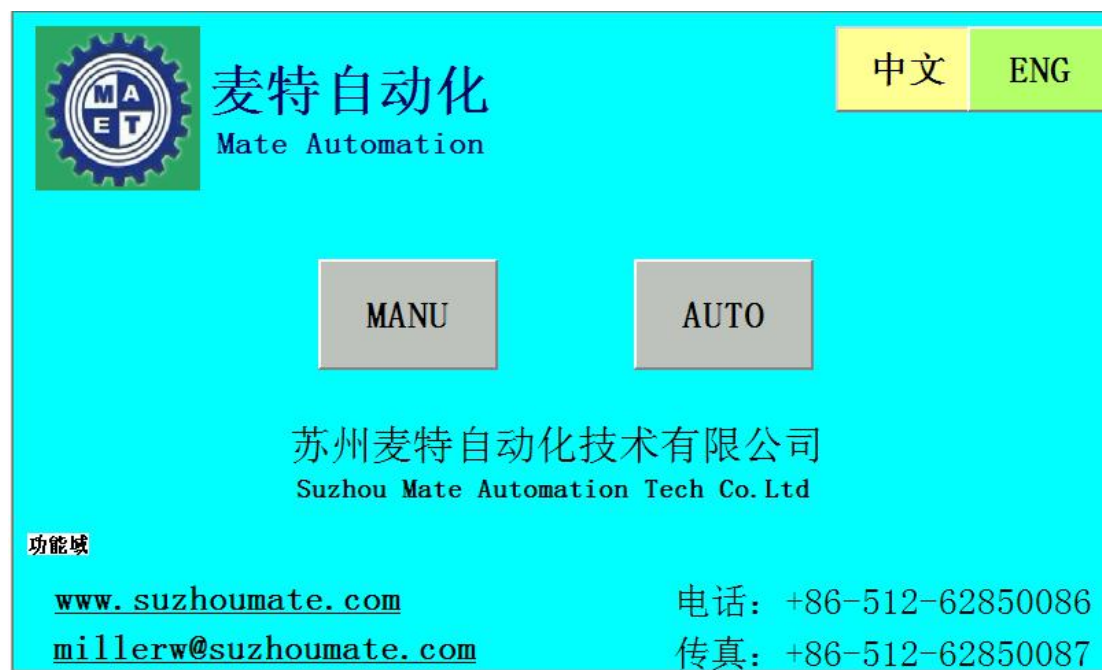 MAET
麦特自动化
Mate Automation
中文 ENG
MANU AUTO
苏州麦特自动化技术有限公司
Suzhou Mate Automation Tech Co.Ltd
功能域
www.suzhoumate.com
电话：+86-512-62850086
millerw@suzhoumate.com
传真：+86-512-62850087